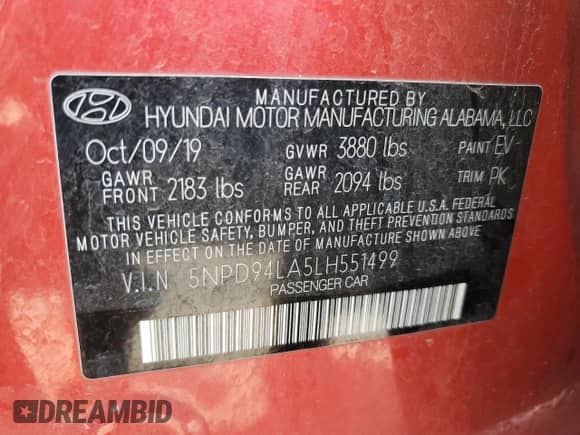 MANUFACTURED BY
HYUNDAI MOTOR MANUFACTURING ALABAMA, LLC
Oct/09/19 GVWR 3880 lbs PAINT EV
GAWR FRONT 2183 lbs GAWR REAR 2094 lbs TRIM PK
THIS VEHICLE CONFORMS TO ALL APPLICABLE U.S.A. FEDERAL
MOTOR VEHICLE SAFETY, BUMPER, AND THEFT PREVENTION STANDARDS
IN EFFECT ON THE DATE OF MANUFACTURE SHOWN ABOVE.
V.I.N 5NPD94LA5LH551499
PASSENGER CAR
DREAMBID